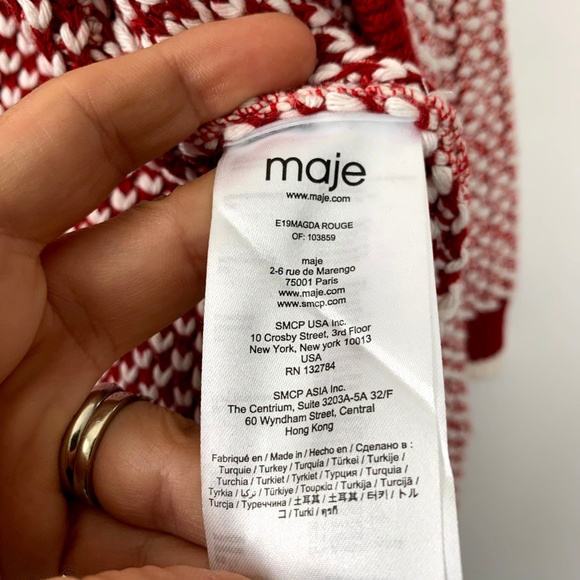 maje
www.maje.com
E19MAGDA ROUGE
OF: 103859
maje
2-6 rue de Marengo
75001 Paris
www.maje.com
www.smcp.com
SMCP USA Inc.
10 Crosby Street, 3rd Floor
New York, New york 10013
USA
RN 132784
SMCP ASIA Inc.
The Centrium, Suite 3203A-5A 32/F
60 Wyndham Street, Central
Hong Kong
Fabriqué en / Made in / Hecho en / Сделано в :
Turquie / Turkey / Turquía / Türkei / Turkije /
Turchia / Tyrkiet / Tyrkiet / Турция / Turquia /
Tyrkia / تركيا / Türkiye / Τουρκία / Turkija / Turcijā /
Turcja / Туреччина / 土耳其 / 土耳其 / 터키 / トル
コ / Turki / ตุรกี